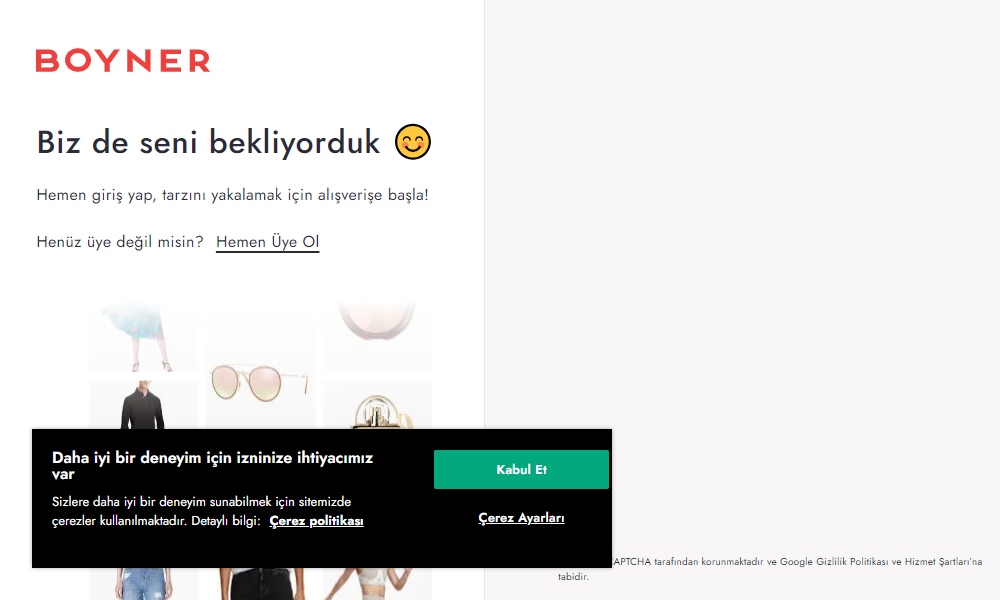 BOYNER
Biz de seni bekliyorduk
Hemen giriş yap, tarzını yakalamak için alışverişe başla!
Henüz üye değil misin? Hemen Üye Ol
Daha iyi bir deneyim için izninize ihtiyacımız
var
Sizlere daha iyi bir deneyim sunabilmek için sitemizde
çerezler kullanılmaktadır. Detaylı bilgi: Çerez politikası
Kabul Et
Çerez Ayarları
APTCHA tarafından korunmaktadır ve Google Gizlilik Politikası ve Hizmet Şartları'na
tabidir.